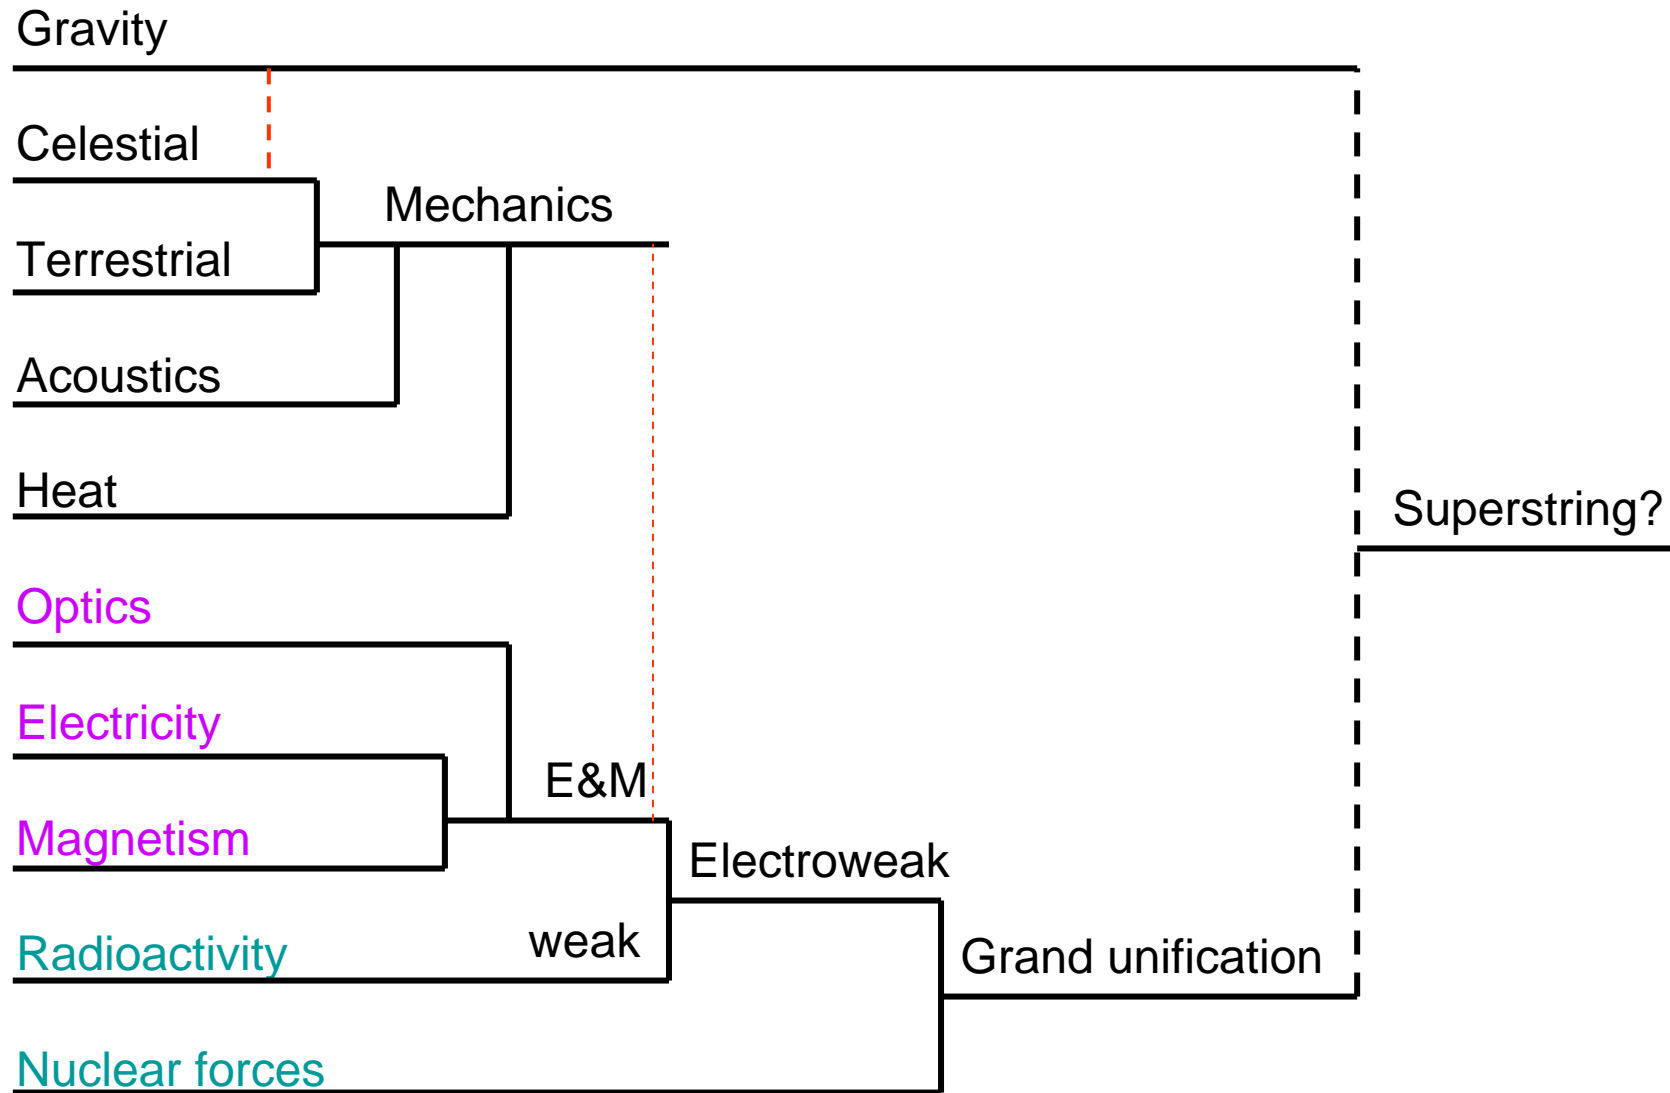 Gravity
Celestial
Mechanics
Terrestrial
Acoustics
Heat
Superstring?
Optics
Electricity
E&M
Magnetism
Electroweak
Radioactivity
weak
Grand unification
Nuclear forces